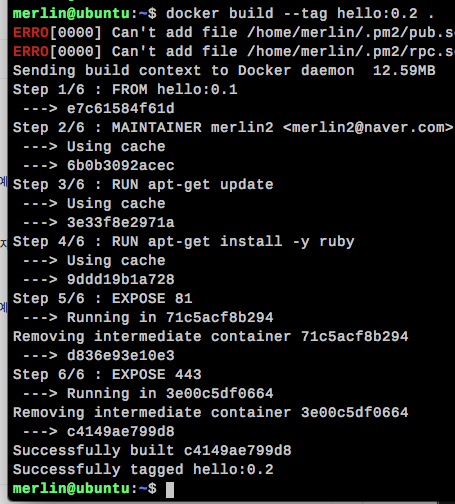 merlin@ubuntu:~$ docker build --tag hello:0.2 .
ERRO[0000] Can't add file /home/merlin/.pm2/pub.s
ERRO[0000] Can't add file /home/merlin/.pm2/rpc.s
Sending build context to Docker daemon  12.59MB
Step 1/6 : FROM hello:0.1
 ---> e7c61584f61d
Step 2/6 : MAINTAINER merlin2 <merlin2@naver.com>
 ---> Using cache
 ---> 6b0b3092acec
Step 3/6 : RUN apt-get update
 ---> Using cache
 ---> 3e33f8e2971a
Step 4/6 : RUN apt-get install -y ruby
 ---> Using cache
 ---> 9ddd19b1a728
Step 5/6 : EXPOSE 81
 ---> Running in 71c5acf8b294
Removing intermediate container 71c5acf8b294
 ---> d836e93e10e3
Step 6/6 : EXPOSE 443
 ---> Running in 3e00c5df0664
Removing intermediate container 3e00c5df0664
 ---> c4149ae799d8
Successfully built c4149ae799d8
Successfully tagged hello:0.2
merlin@ubuntu:~$